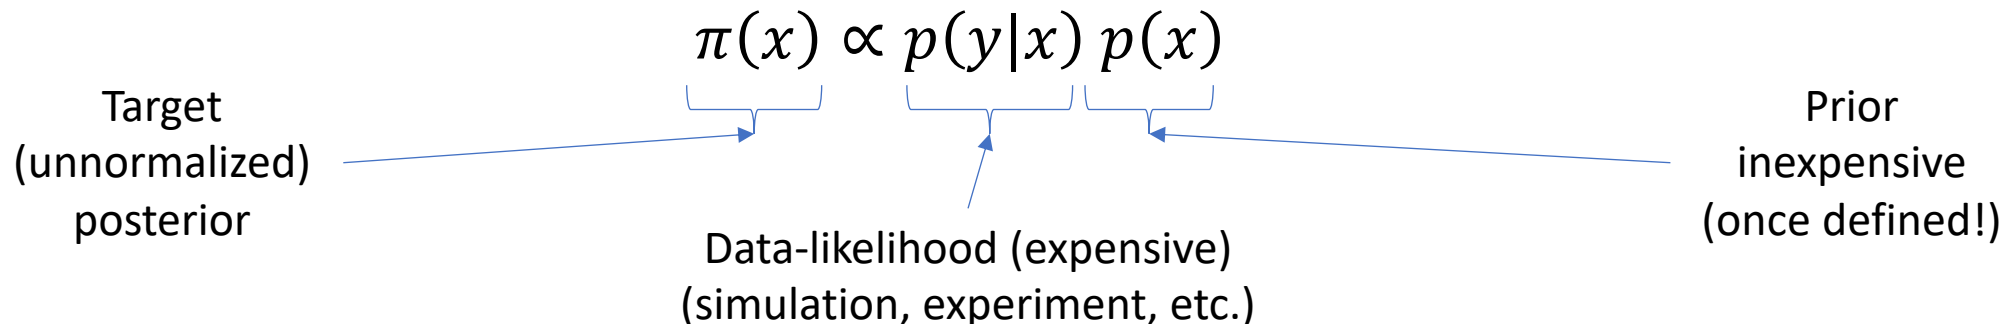 π(x) ∝ p(y|x) p(x)
Target
(unnormalized)
posterior
Data-likelihood (expensive)
(simulation, experiment, etc.)
Prior
inexpensive
(once defined!)